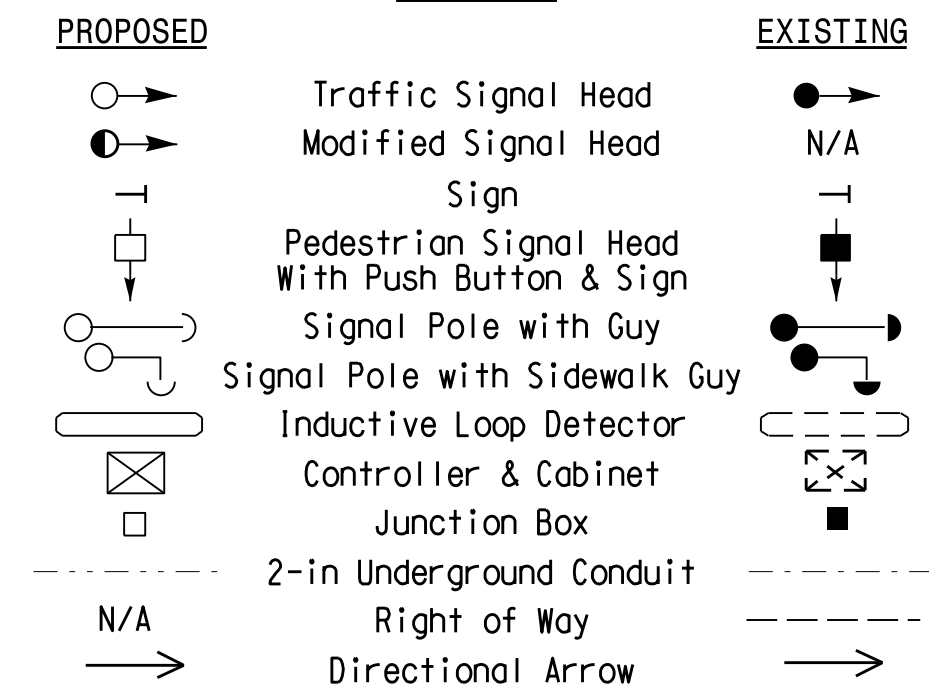 PROPOSED EXISTING
Traffic Signal Head
Modified Signal Head N/A
Sign
Pedestrian Signal Head
With Push Button & Sign
Signal Pole with Guy
Signal Pole with Sidewalk Guy
Inductive Loop Detector
Controller & Cabinet
Junction Box
2-in Underground Conduit
N/A Right of Way
Directional Arrow